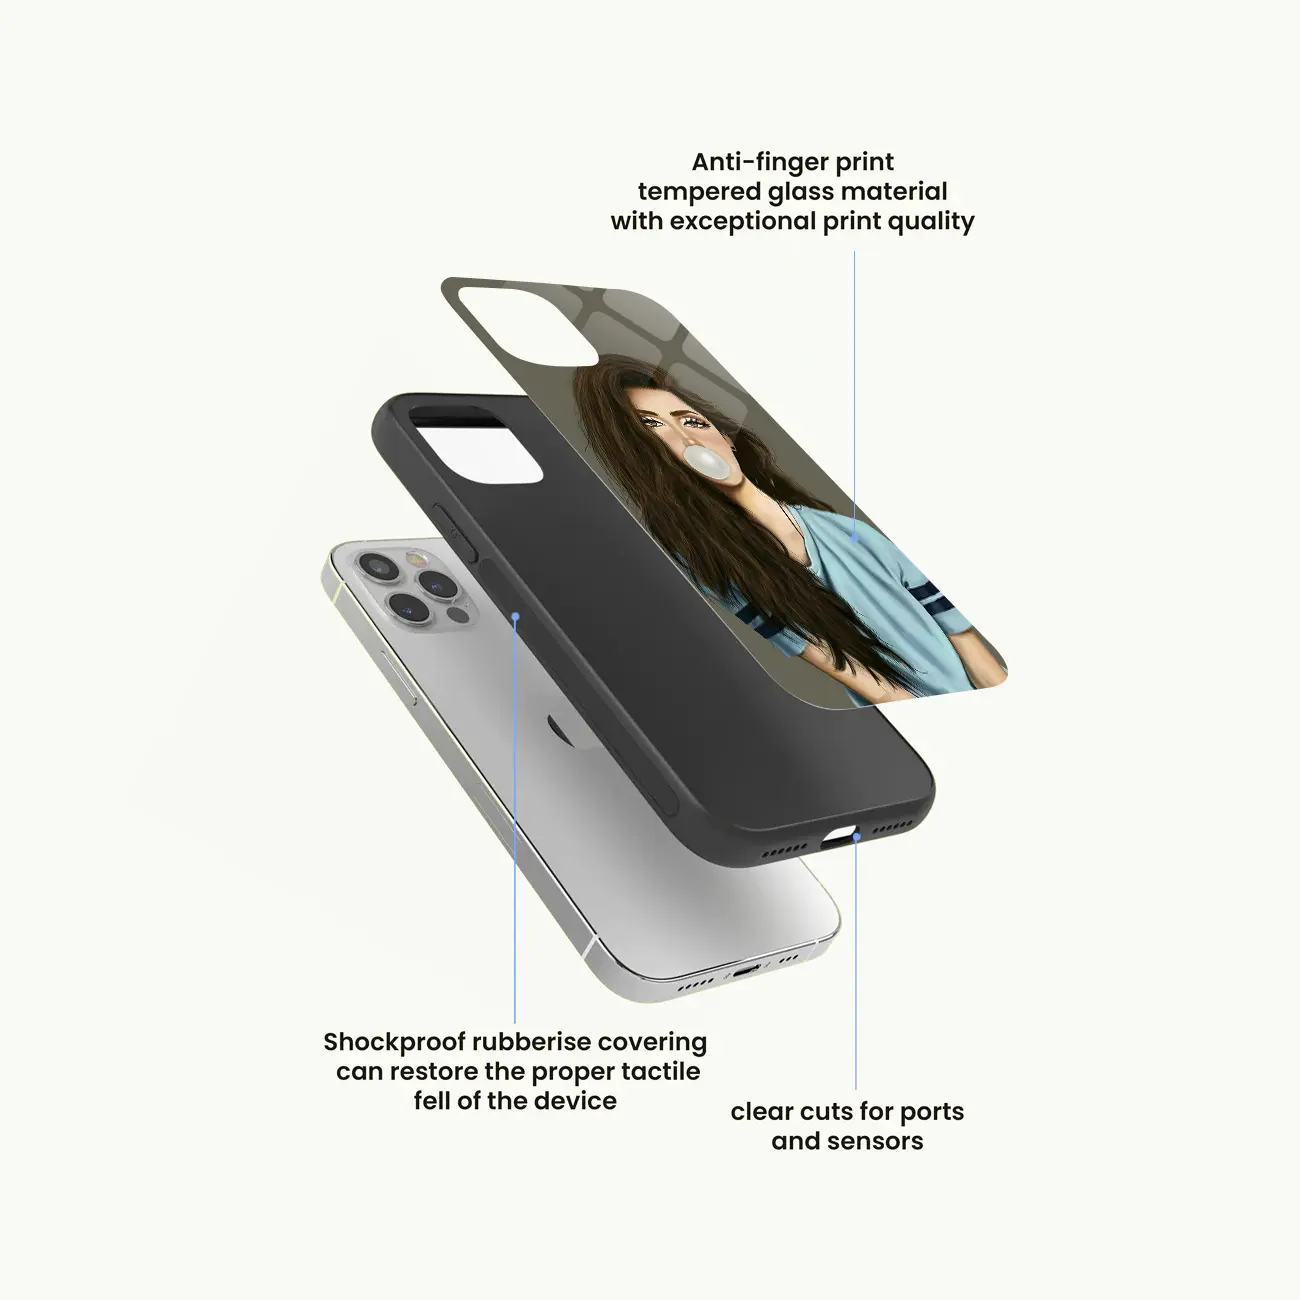 Anti-finger print
tempered glass material
with exceptional print quality
Shockproof rubberise covering
can restore the proper tactile
fell of the device
clear cuts for ports
and sensors